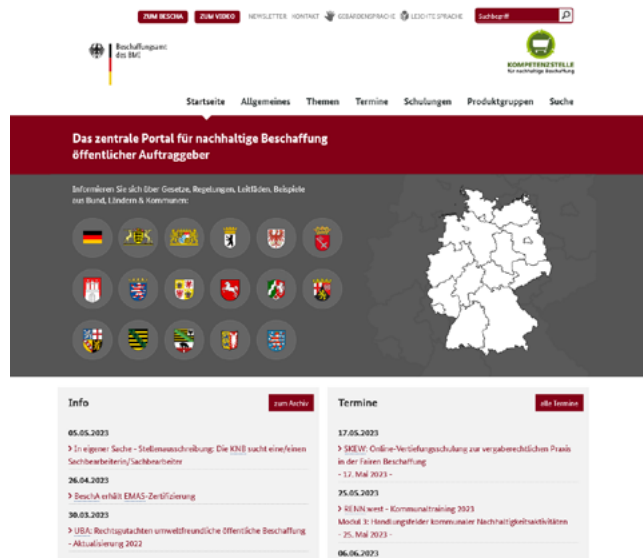 ZUM BESCHA ZUM VIDEO NEWSLETTER KONTAKT GEBÄRDENSPRACHE LEICHTE SPRACHE Suchbegriff
Beschaffungsamt
des BMI
KOMPETENZSTELLE
für nachhaltige Beschaffung
Startseite Allgemeines Themen Termine Schulungen Produktgruppen Suche
Das zentrale Portal für nachhaltige Beschaffung
öffentlicher Auftraggeber
Informieren Sie sich über Gesetze, Regelungen, Leitfäden, Beispiele
aus Bund, Ländern & Kommunen:
Info zum Archiv
05.05.2023
In eigener Sache - Stellenausschreibung: Die KNB sucht eine/einen
Sachbearbeiterin/Sachbearbeiter
26.04.2023
BeschA erhält EMAS-Zertifizierung
30.03.2023
UBA: Rechtsgutachten umweltfreundliche öffentliche Beschaffung
- Aktualisierung 2022
Termine alle Termine
17.05.2023
SKEW: Online-Vertiefungsschulung zur vergaberechtlichen Praxis
in der Fairen Beschaffung
- 17. Mai 2023 -
25.05.2023
RENN.west - Kommunaltraining 2023
Modul 3: Handlungsfelder kommunaler Nachhaltigkeitsaktivitäten
- 25. Mai 2023 -
06.06.2023